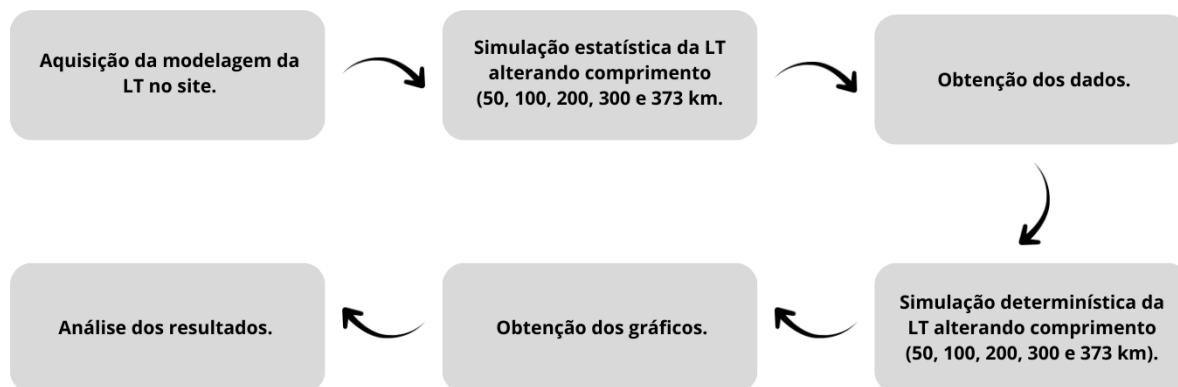 Aquisição da modelagem da
LT no site.
Simulação estatística da LT
alterando comprimento
(50, 100, 200, 300 e 373 km.
Obtenção dos dados.
Simulação determinística da
LT alterando comprimento
(50, 100, 200, 300 e 373 km).
Obtenção dos gráficos.
Análise dos resultados.